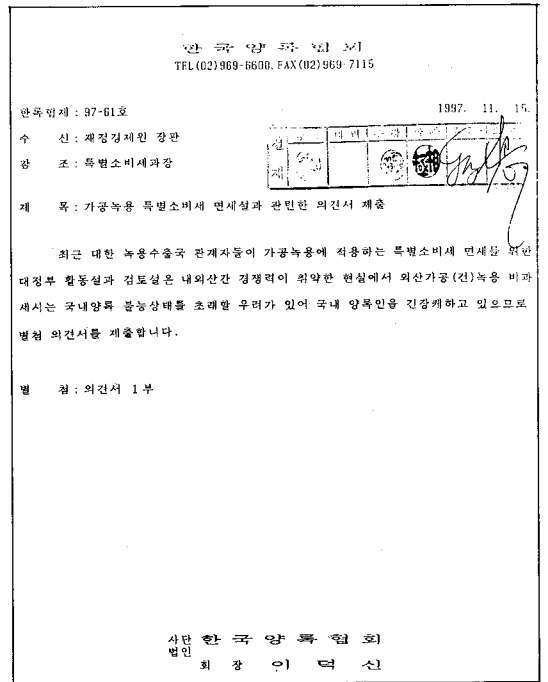 한국양록협회
TEL(02)969-6600, FAX(02)969-7115
한록협제 : 97-61호
1997. 11. 15.
수 신 : 재정경제원 장관
참 조 : 특별소비세과장
결
재
제 목 : 가공녹용 특별소비세 면세설과 관련한 의견서 제출
최근 대한 녹용수출국 관계자들이 가공녹용에 적용하는 특별소비세 면세를 위한
대정부 활동설과 검토설은 내외산간 경쟁력이 취약한 현실에서 외산가공(건)녹용 비과
세시는 국내양록 불능상태를 초래할 우려가 있어 국내 양록인을 긴장케하고 있으므로
별첨 의견서를 제출합니다.
별 첨 : 의견서 1 부
사단
법인 한국양록협회
회 장 이 덕 신